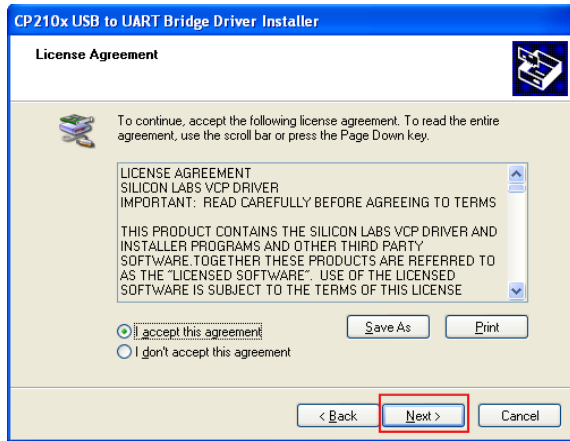 CP210x USB to UART Bridge Driver Installer
License Agreement
To continue, accept the following license agreement. To read the entire
agreement, use the scroll bar or press the Page Down key.
LICENSE AGREEMENT
SILICON LABS VCP DRIVER
IMPORTANT: READ CAREFULLY BEFORE AGREEING TO TERMS
THIS PRODUCT CONTAINS THE SILICON LABS VCP DRIVER AND
INSTALLER PROGRAMS AND OTHER THIRD PARTY
SOFTWARE.TOGETHER THESE PRODUCTS ARE REFERRED TO
AS THE "LICENSED SOFTWARE". USE OF THE LICENSED
SOFTWARE IS SUBJECT TO THE TERMS OF THIS LICENSE
I accept this agreement
Save As
Print
I don't accept this agreement
< Back
Next >
Cancel